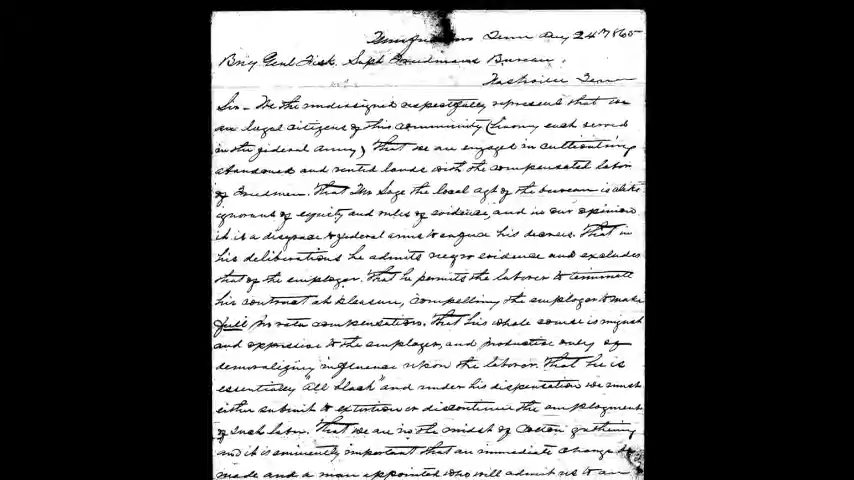 Tenn Aug 24th 1865
Brig Genl Fisk. Supt Freedmens Bureau,
Nashville Tenn
Sir – We the undersigned respectfully represent that we
are loyal citizens of this community (having each served
in the federal army) That we are engaged in cultivating
abandoned and rented lands with the compensated labor
of Freedmen. That the local agt of the bureau is alike
ignorant of equity and rules of evidence, and in our opinion
it is a disgrace to federal arms to enforce his decrees. That in
his deliberations he admits negro evidence and excludes
that of the employer. That he permits the laborer to terminate
his contract at pleasure, compelling the employer to make
full pro rata compensation. That his whole course is unjust
and oppressive to the employer, and productive only of
demoralizing influence upon the laborer. That he is
essentially "all black" and under his dispensation we must
either submit to extortion or discontinue the employment
of such labor. That we are in the midst of cotton gathering
and it is eminently important that an immediate change be
made and a man appointed who will admit us to an